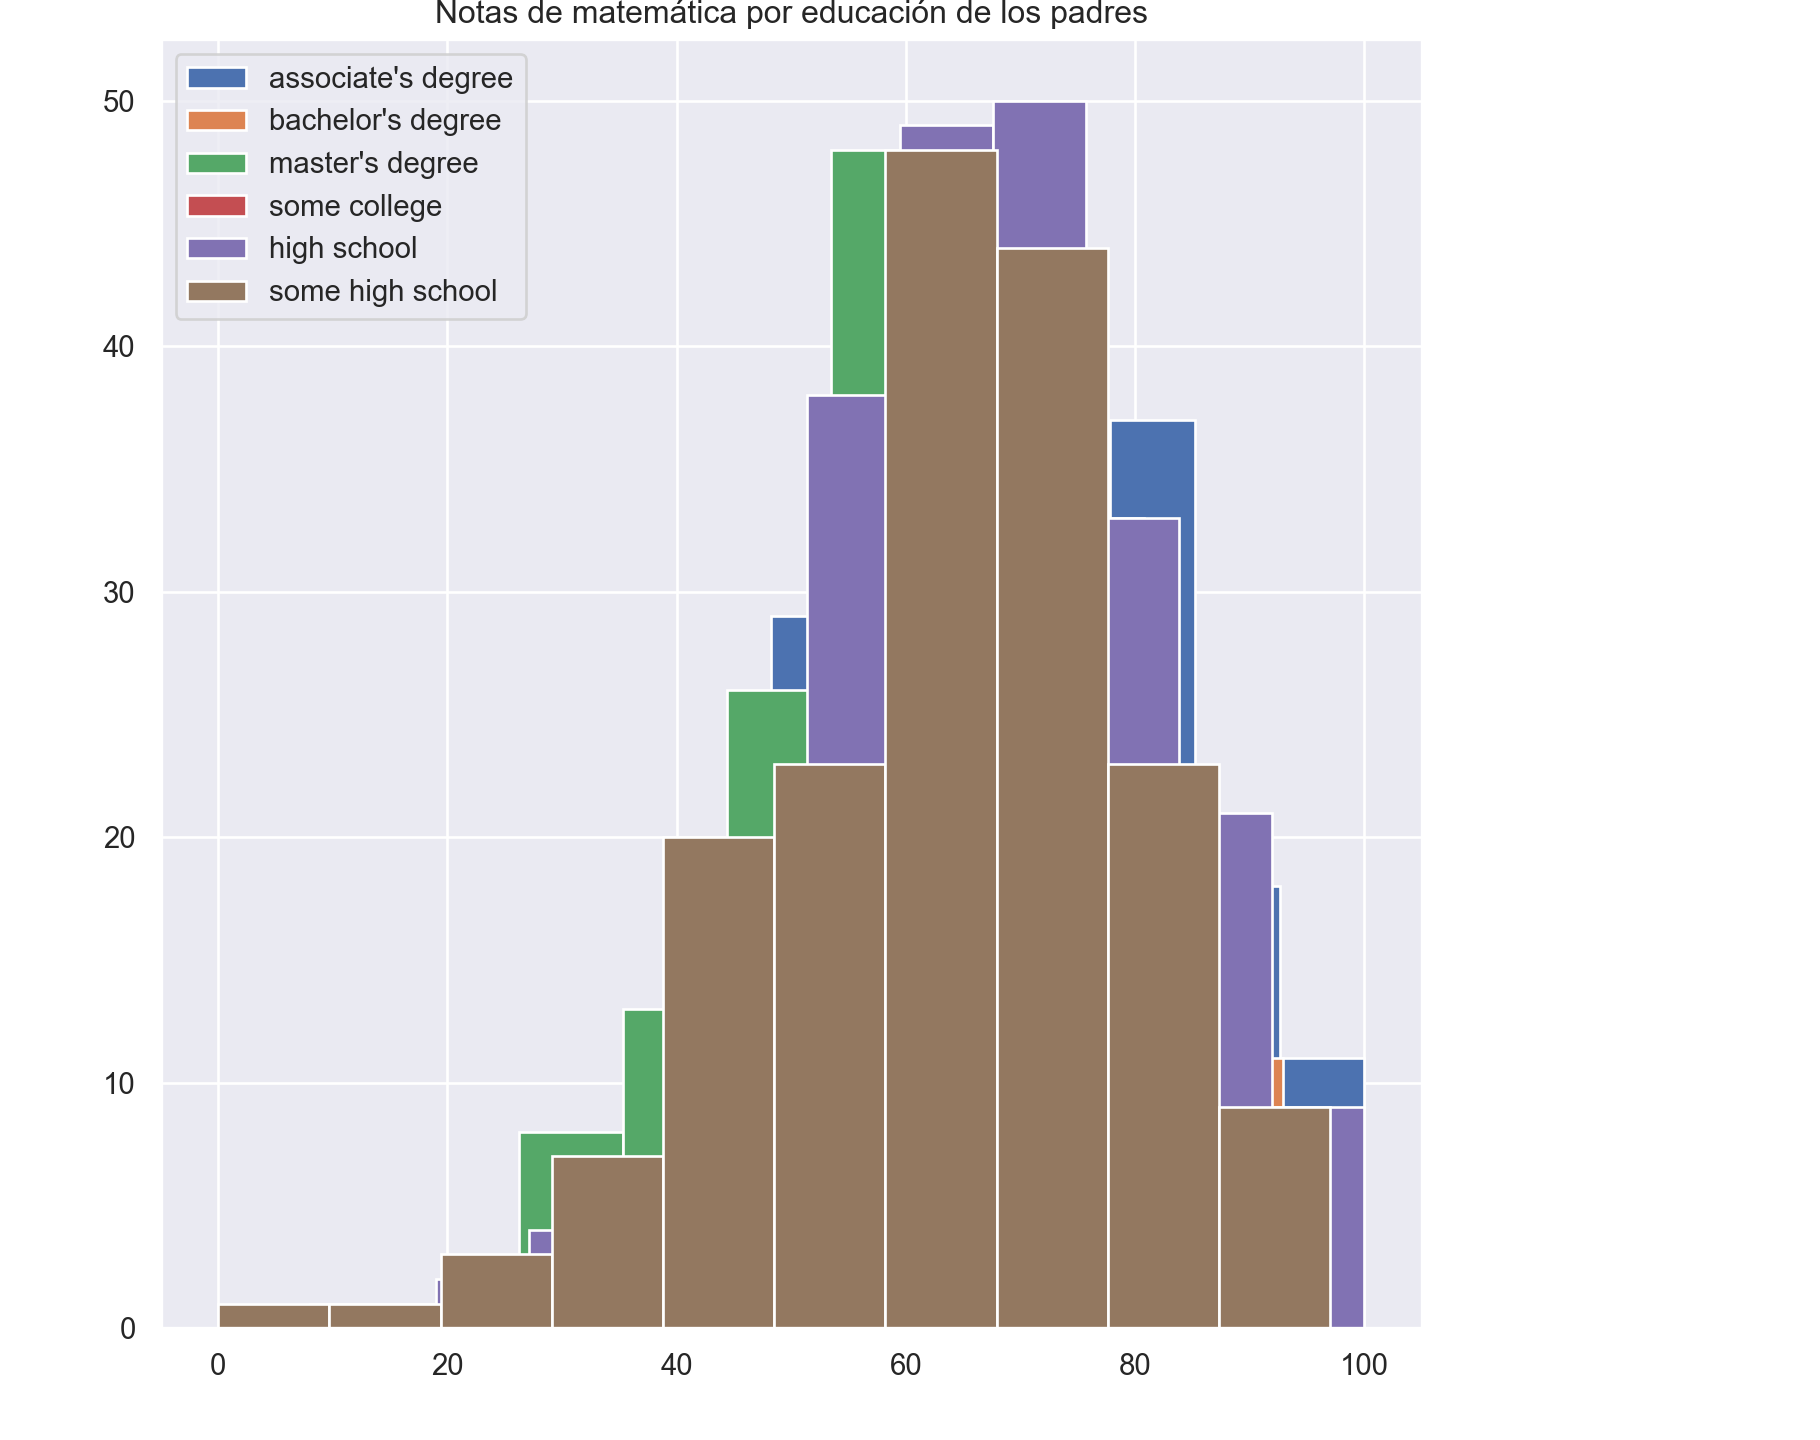 Notas de matemática por educación de los padres
associate's degree
bachelor's degree
master's degree
some college
high school
some high school
50
40
30
20
10
0
0 20 40 60 80 100